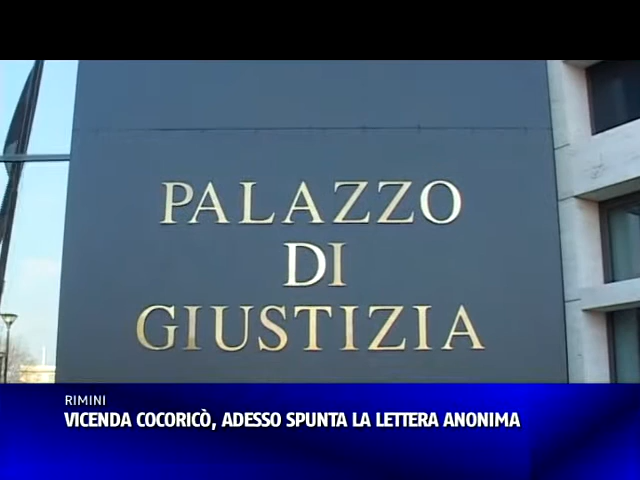 PALAZZO
DI
GIUSTIZIA
RIMINI
VICENDA COCORICÒ, ADESSO SPUNTA LA LETTERA ANONIMA